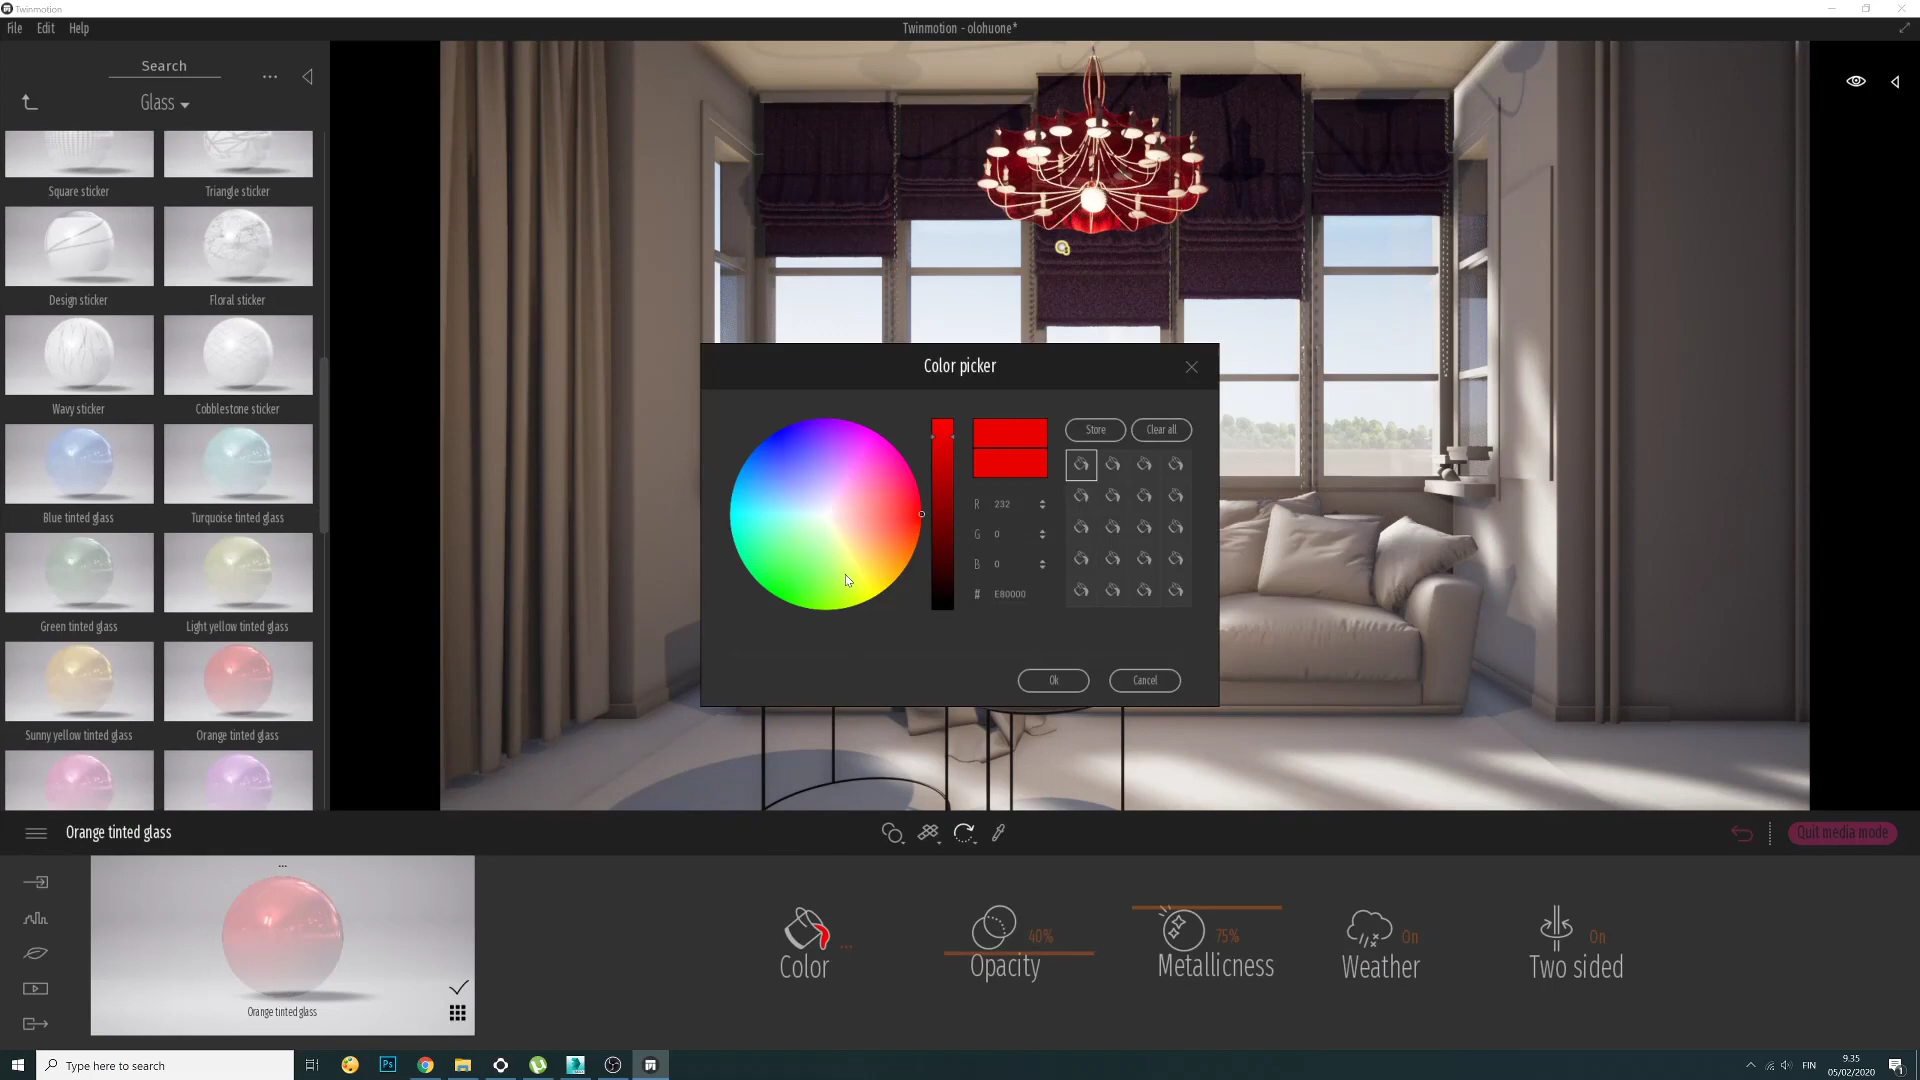 Twinmotion
File Edit Help
Twinmotion - olohuone*
Search
...
Glass
Square sticker
Triangle sticker
Design sticker
Floral sticker
Wavy sticker
Cobblestone sticker
Blue tinted glass
Turquoise tinted glass
Green tinted glass
Light yellow tinted glass
Sunny yellow tinted glass
Orange tinted glass
Color picker
Store
Clear all
R 232
G 0
B 0
# E80000
Ok
Cancel
Orange tinted glass
Quit media mode
...
Orange tinted glass
Color ...
Opacity 40%
Metallicness 75%
Weather On
Two sided On
Type here to search
Ps
FIN
9.35
05/02/2020
1